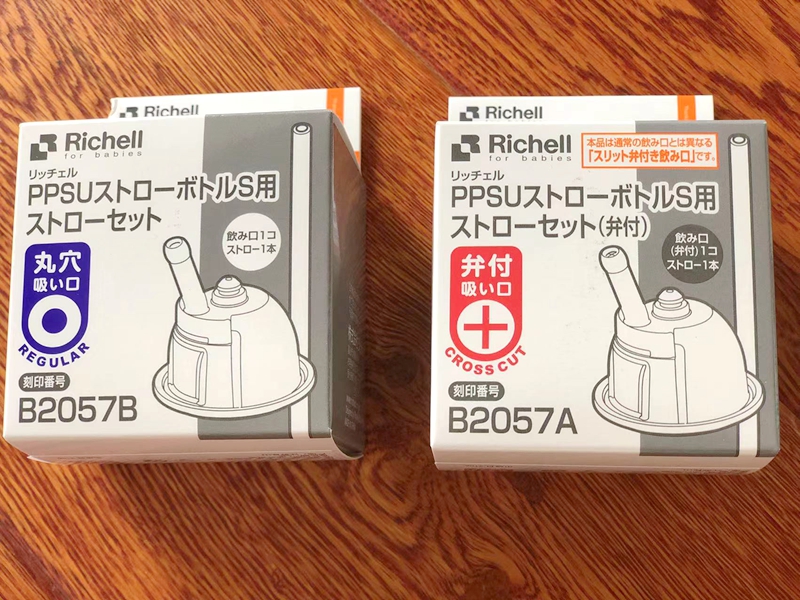 Richell
Richell
for babies
リッチェル
PPSUストローボトルS用
ストローセット
飲み口1コ
ストロー1本
丸穴
吸い口
REGULAR
刻印番号
B2057B
Richell
Richell
for babies
本品は通常の飲み口とは異なる
「スリット弁付き飲み口」です。
リッチェル
PPSUストローボトルS用
ストローセット(弁付)
飲み口
(弁付)1コ
ストロー1本
弁付
吸い口
CROSS CUT
刻印番号
B2057A